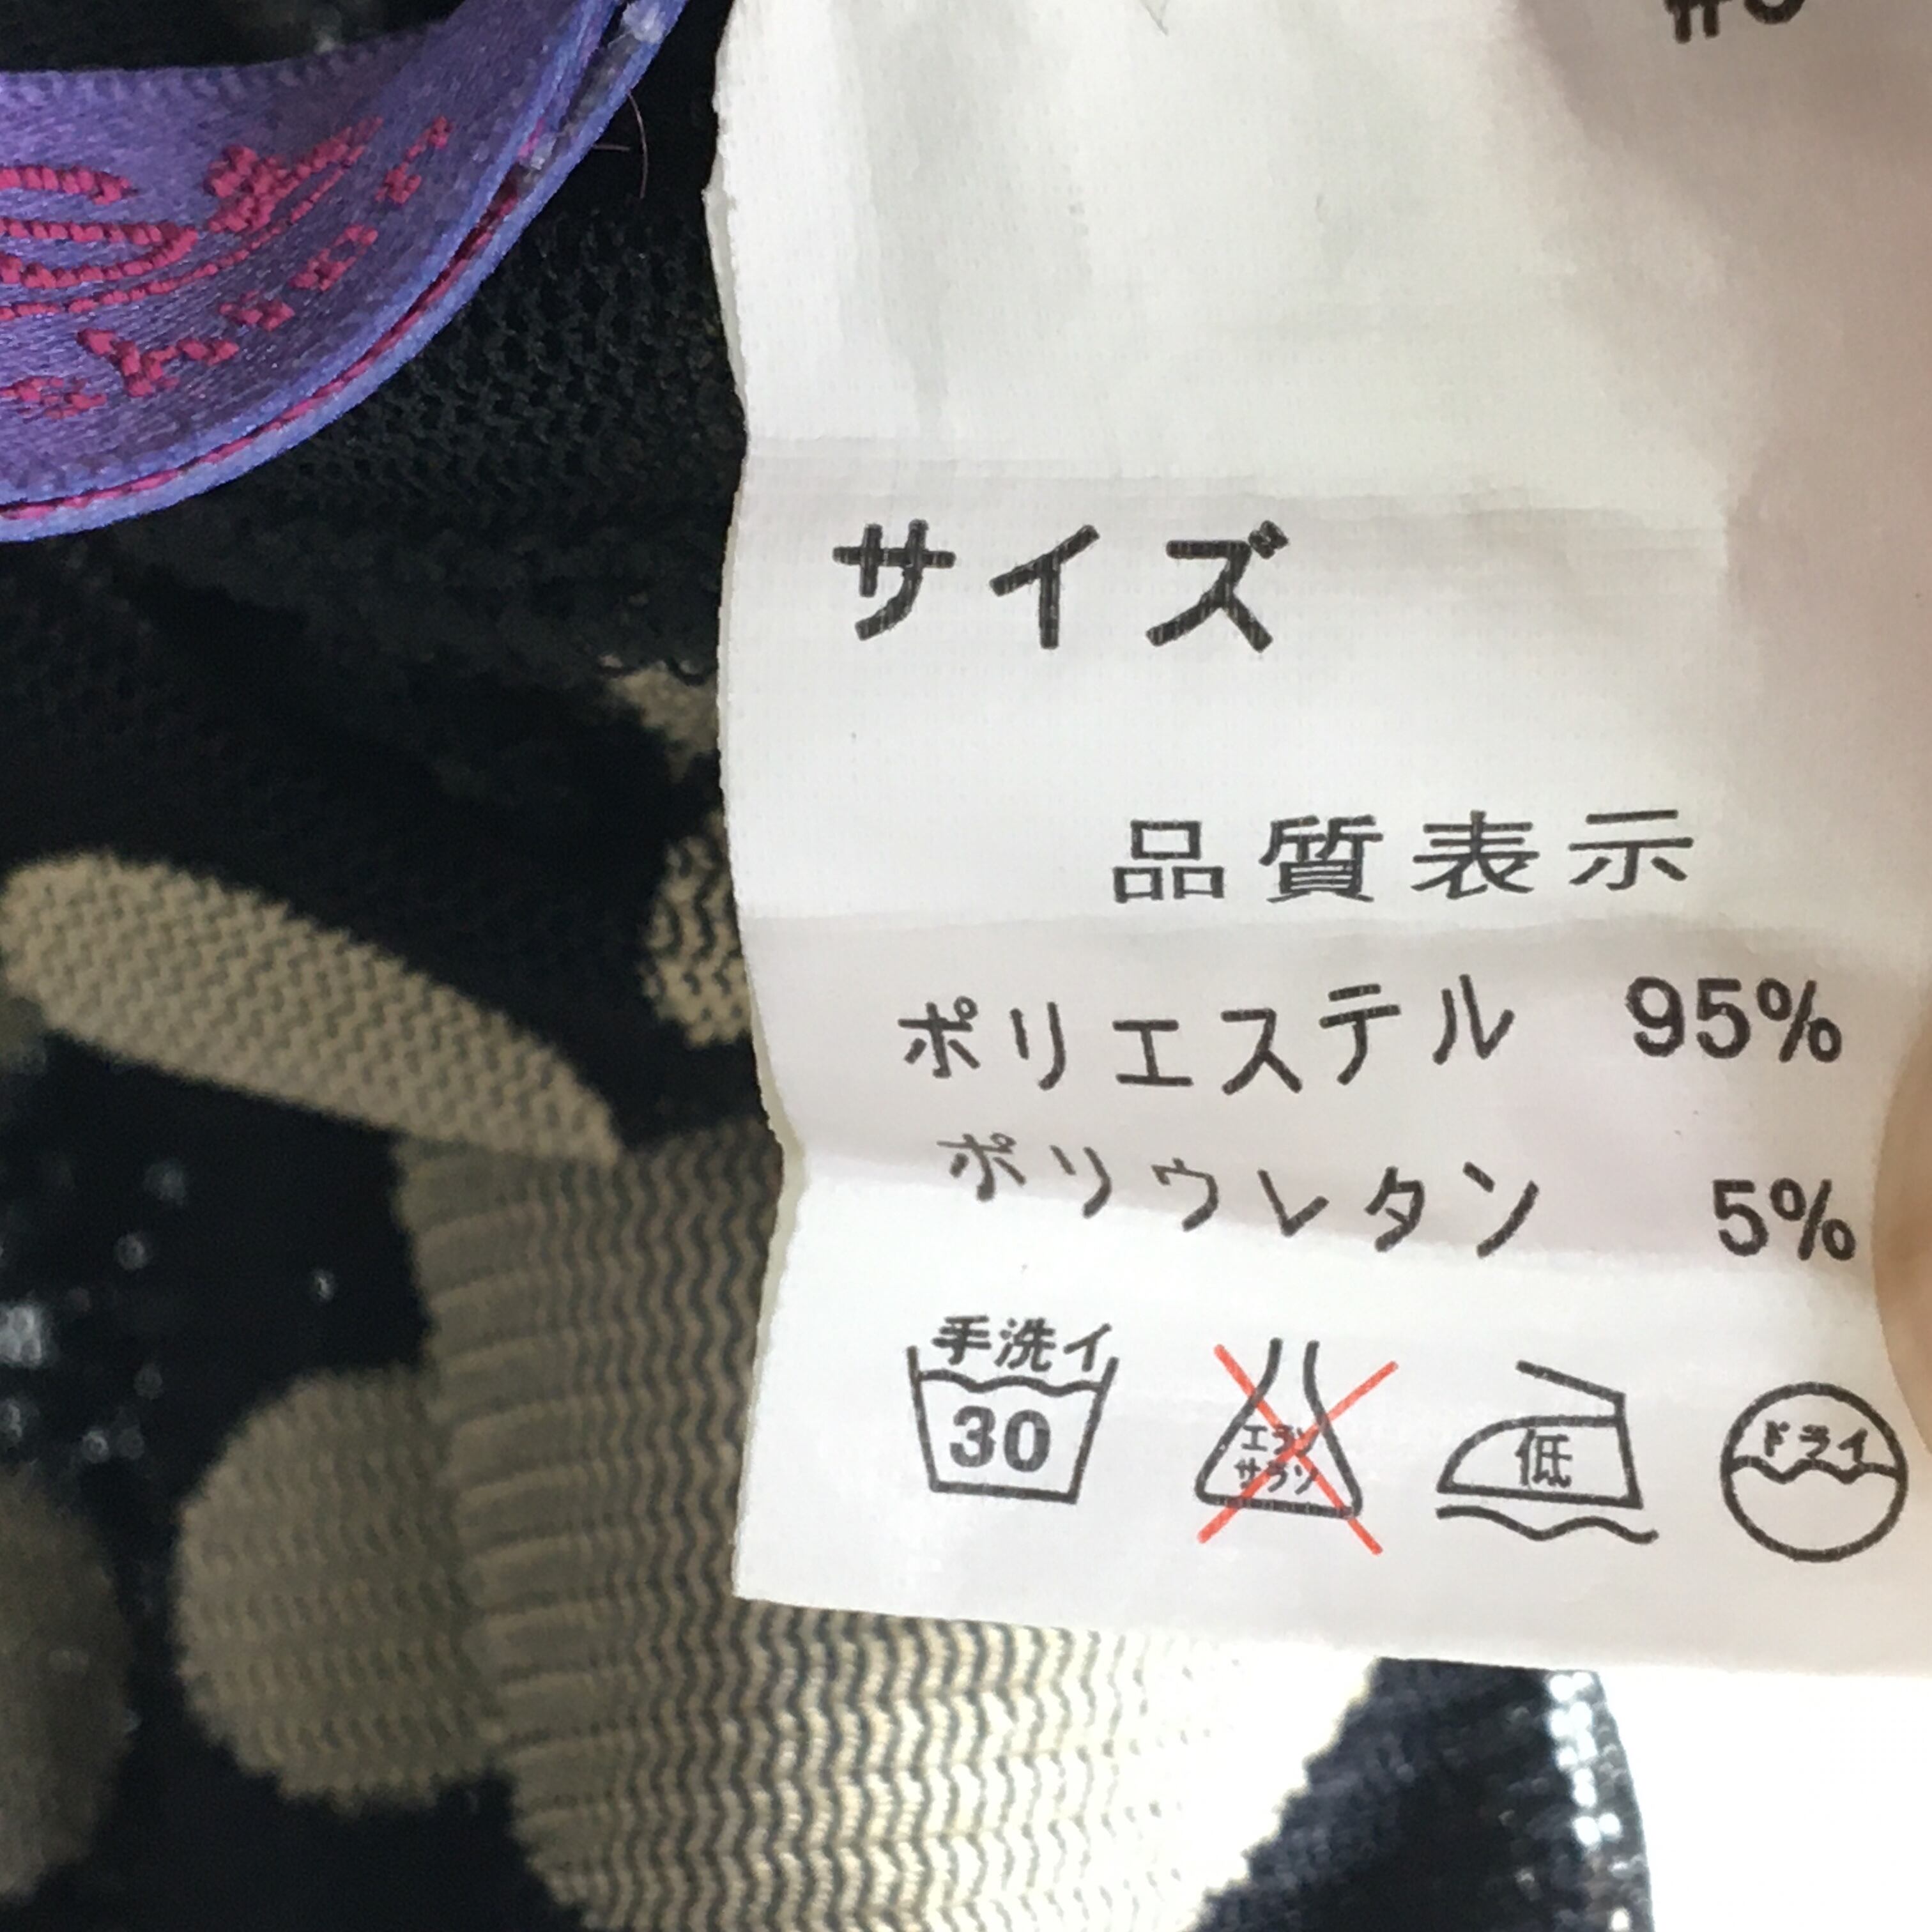 サイズ
品質表示
ポリエステル 95%
ポリウレタン 5%
手洗イ
30
エンソ
サラシ
低
ドライ